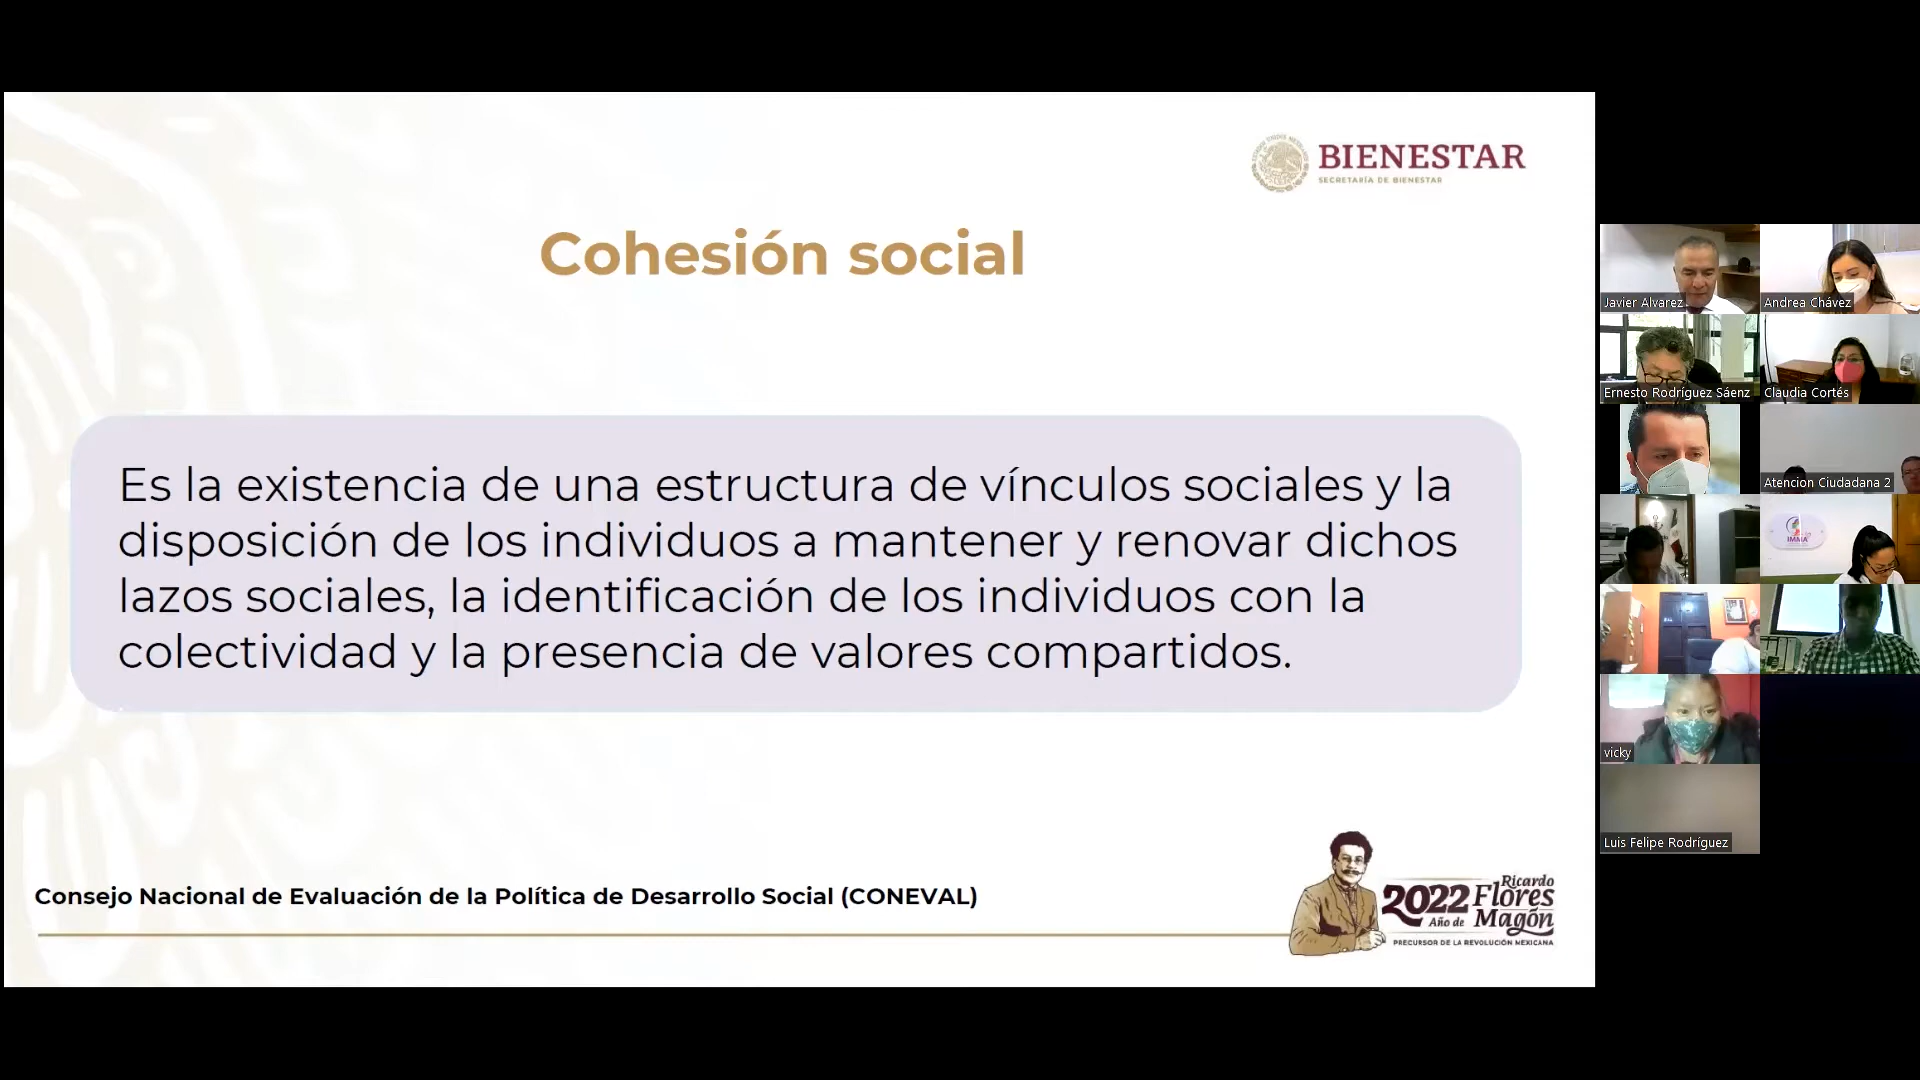 BIENESTAR
SECRETARÍA DE BIENESTAR
Cohesión social
Es la existencia de una estructura de vínculos sociales y la
disposición de los individuos a mantener y renovar dichos
lazos sociales, la identificación de los individuos con la
colectividad y la presencia de valores compartidos.
Consejo Nacional de Evaluación de la Política de Desarrollo Social (CONEVAL)
2022 Ricardo
Flores
Año de Magón
PRECURSOR DE LA REVOLUCIÓN MEXICANA
Javier Alvarez
Andrea Chávez
Ernesto Rodríguez Sáenz
Claudia Cortés
Atencion Ciudadana 2
IMMA
vicky
Luis Felipe Rodríguez